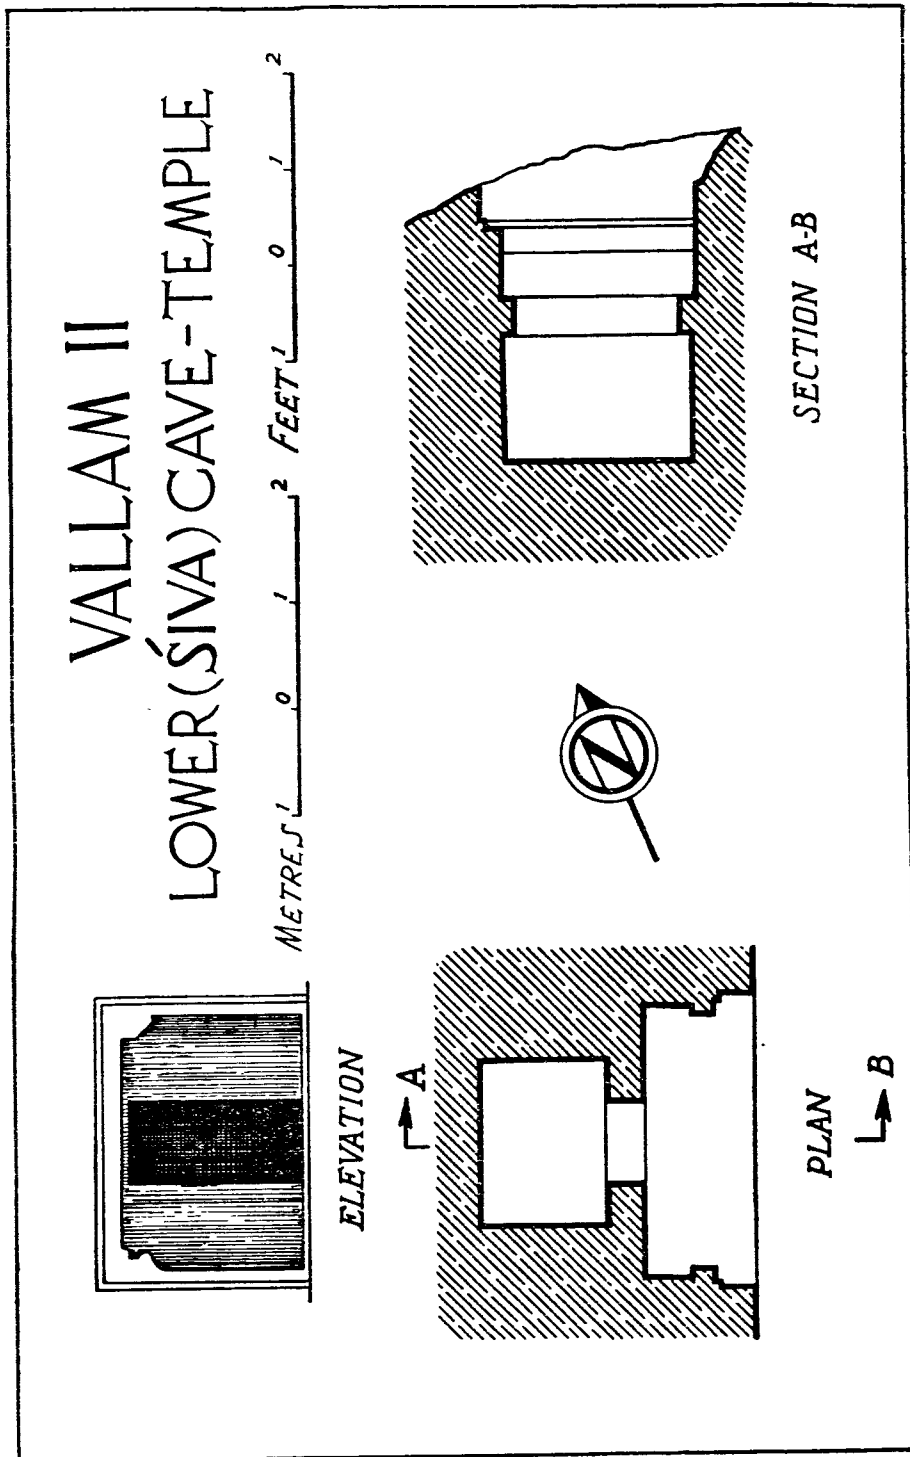 VALLAM II
LOWER (ŚIVA) CAVE-TEMPLE
METRES 1 0 1 2 FEET 1 0 1 2
ELEVATION
A
PLAN
B
SECTION A-B